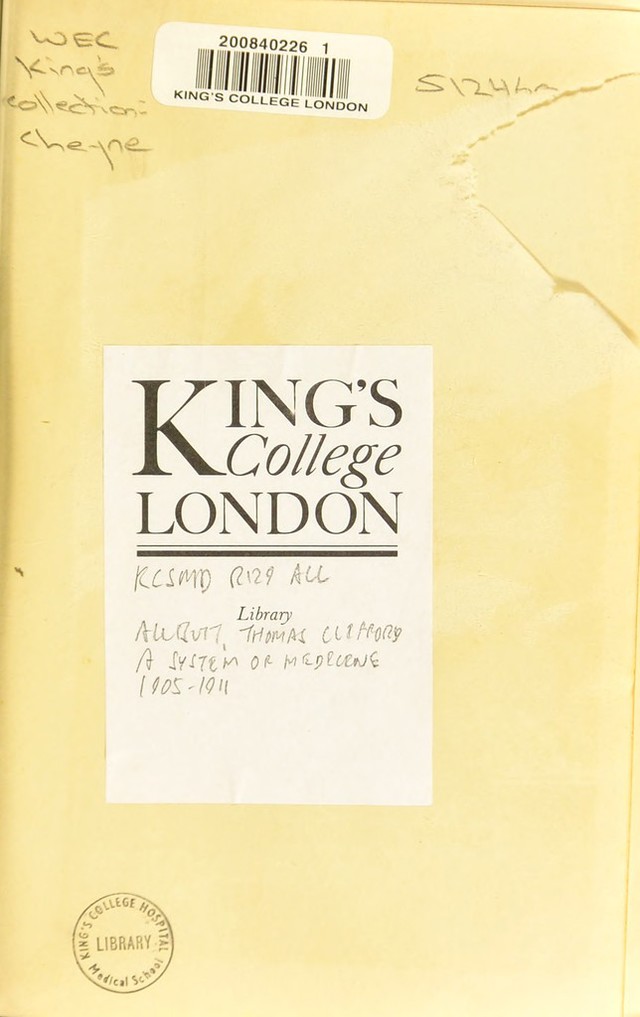 WEC
King's
collection:
Cheyne
200840226 1
KING'S COLLEGE LONDON
KING'S
College
LONDON
KCSMD R129 ALL
Library
ALLBUTT, THOMAS CLIFFORD
A SYSTEM OF MEDICINE
1905-1911
KING'S COLLEGE HOSPITAL
LIBRARY
Medical School